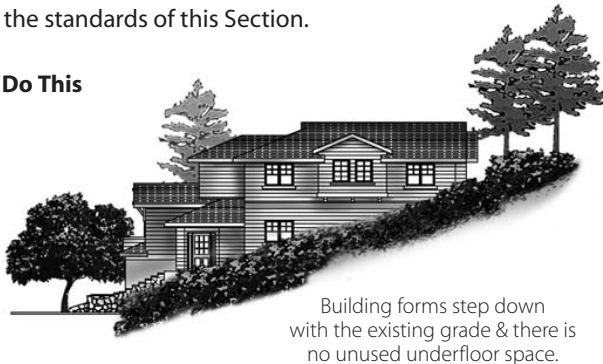 the standards of this Section.
Do This
Building forms step down
with the existing grade & there is
no unused underfloor space.